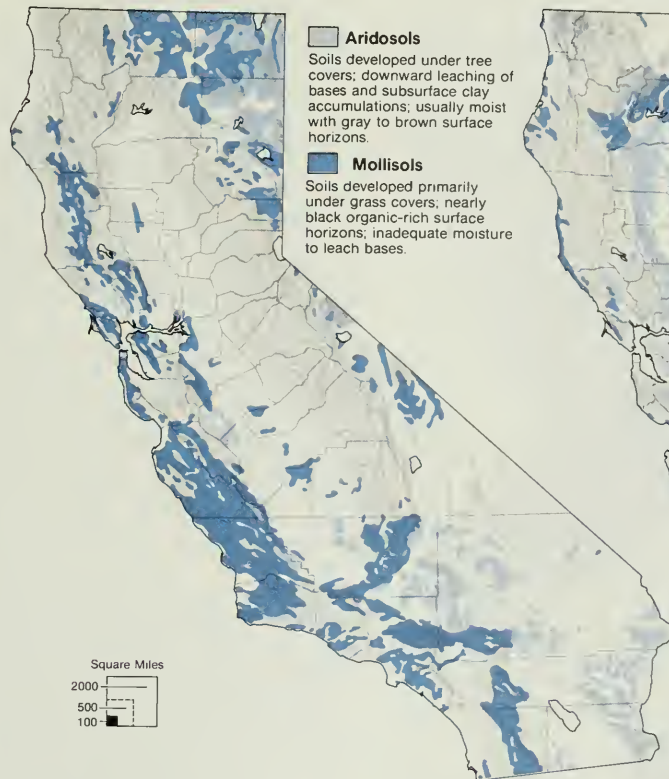 Aridosols
Soils developed under tree
covers; downward leaching of
bases and subsurface clay
accumulations; usually moist
with gray to brown surface
horizons.
Mollisols
Soils developed primarily
under grass covers; nearly
black organic-rich surface
horizons; inadequate moisture
to leach bases.
Square Miles
2000
500
100